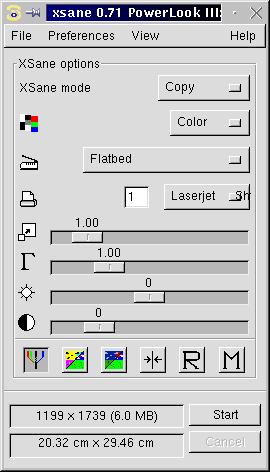 xsane 0.71 PowerLook III
File Preferences View Help
XSane options
XSane mode Copy
Color
Flatbed
1 Laserjet Sh
1.00
1.00
0
0
R M
1199 x 1739 (6.0 MB) Start
20.32 cm x 29.46 cm Cancel